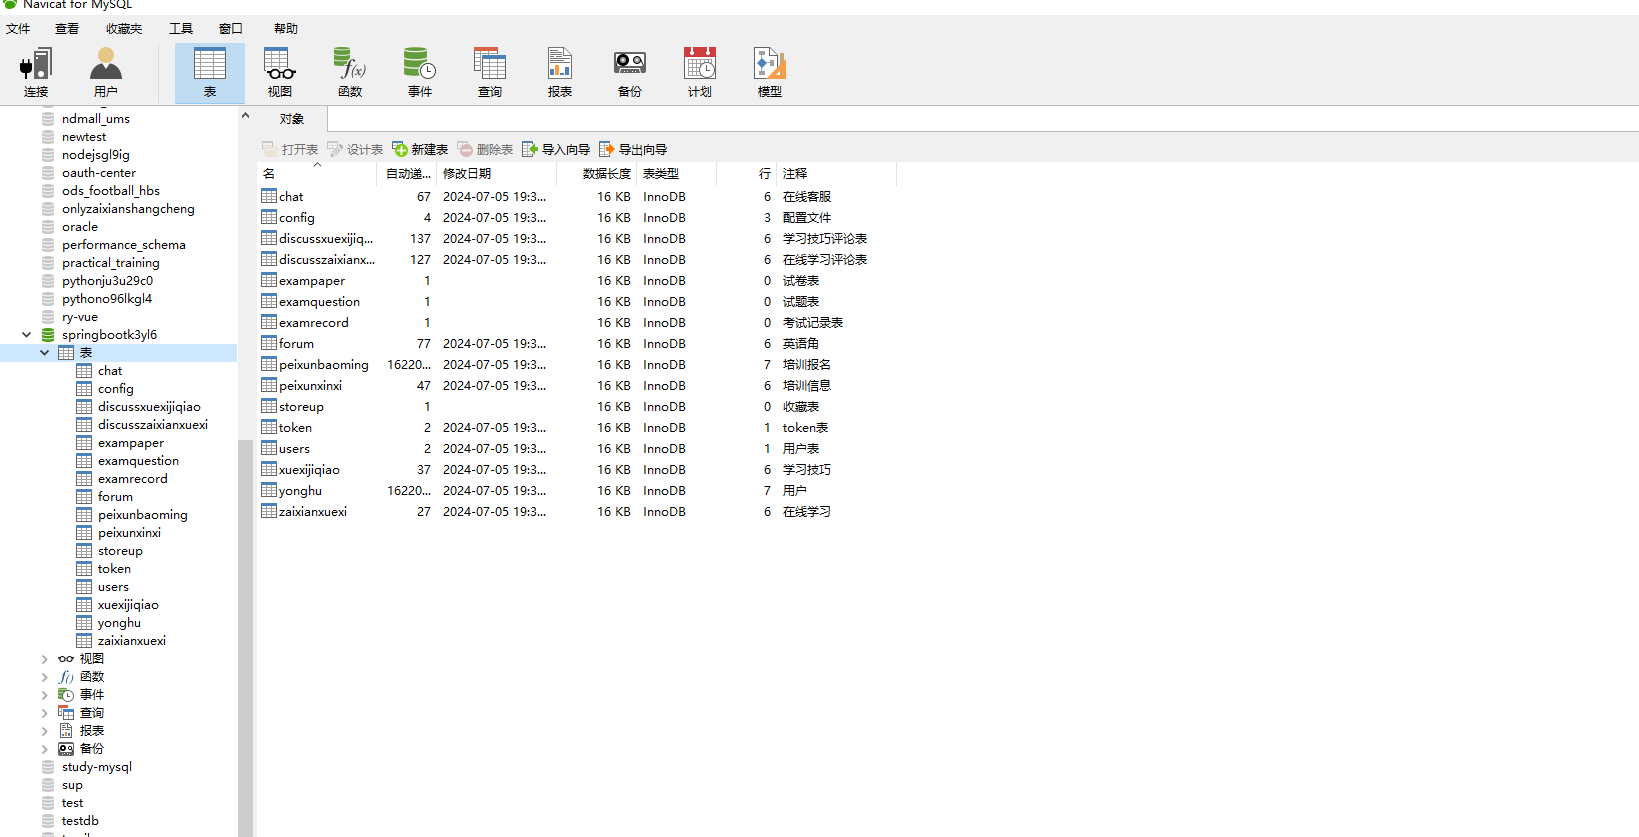 Navicat for MySQL
文件 查看 收藏夹 工具 窗口 帮助
连接 用户 表 视图 函数 事件 查询 报表 备份 计划 模型
对象
打开表 设计表 新建表 删除表 导入向导 导出向导
名 自动递... 修改日期 数据长度 表类型 行 注释
chat 67 2024-07-05 19:3... 16 KB InnoDB 6 在线客服
config 4 2024-07-05 19:3... 16 KB InnoDB 3 配置文件
discussxuexijiq... 137 2024-07-05 19:3... 16 KB InnoDB 6 学习技巧评论表
discusszaixianx... 127 2024-07-05 19:3... 16 KB InnoDB 6 在线学习评论表
exampaper 1 16 KB InnoDB 0 试卷表
examquestion 1 16 KB InnoDB 0 试题表
examrecord 1 16 KB InnoDB 0 考试记录表
forum 77 2024-07-05 19:3... 16 KB InnoDB 6 英语角
peixunbaoming 16220... 2024-07-05 19:3... 16 KB InnoDB 7 培训报名
peixunxinxi 47 2024-07-05 19:3... 16 KB InnoDB 6 培训信息
storeup 1 16 KB InnoDB 0 收藏表
token 2 2024-07-05 19:3... 16 KB InnoDB 1 token表
users 2 2024-07-05 19:3... 16 KB InnoDB 1 用户表
xuexijiqiao 37 2024-07-05 19:3... 16 KB InnoDB 6 学习技巧
yonghu 16220... 2024-07-05 19:3... 16 KB InnoDB 7 用户
zaixianxuexi 27 2024-07-05 19:3... 16 KB InnoDB 6 在线学习
ndmall_ums
newtest
nodejsgl9ig
oauth-center
ods_football_hbs
onlyzaixianshangcheng
oracle
performance_schema
practical_training
pythonju3u29c0
pythono96lkgl4
ry-vue
springbootk3yl6
表
chat
config
discussxuexijiqiao
discusszaixianxuexi
exampaper
examquestion
examrecord
forum
peixunbaoming
peixunxinxi
storeup
token
users
xuexijiqiao
yonghu
zaixianxuexi
视图
函数
事件
查询
报表
备份
study-mysql
sup
test
testdb